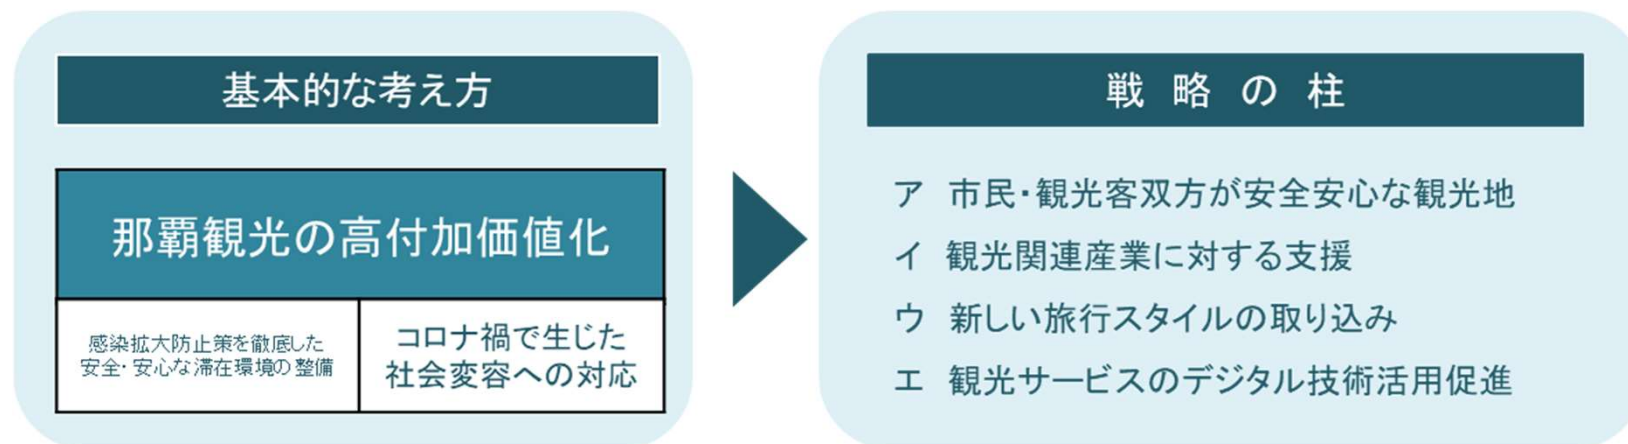 基本的な考え方
那覇観光の高付加価値化
感染拡大防止策を徹底した
安全・安心な滞在環境の整備
コロナ禍で生じた
社会変容への対応
戦略の柱
ア 市民・観光客双方が安全安心な観光地
イ 観光関連産業に対する支援
ウ 新しい旅行スタイルの取り込み
エ 観光サービスのデジタル技術活用促進